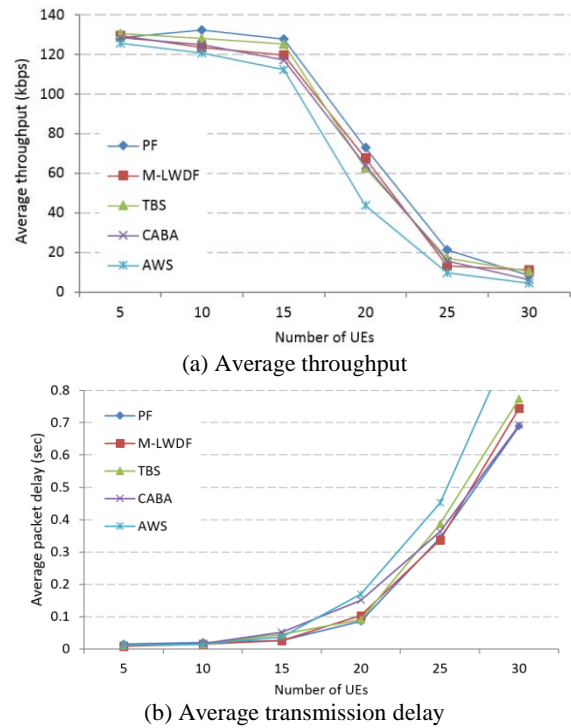 140
120
100
80
60
40
20
0
Average throughput (kbps)
PF
M-LWDF
TBS
CABA
AWS
5 10 15 20 25 30
Number of UEs
(a) Average throughput
0.8
0.7
0.6
0.5
0.4
0.3
0.2
0.1
0
Average packet delay (sec)
PF
M-LWDF
TBS
CABA
AWS
5 10 15 20 25 30
Number of UEs
(b) Average transmission delay